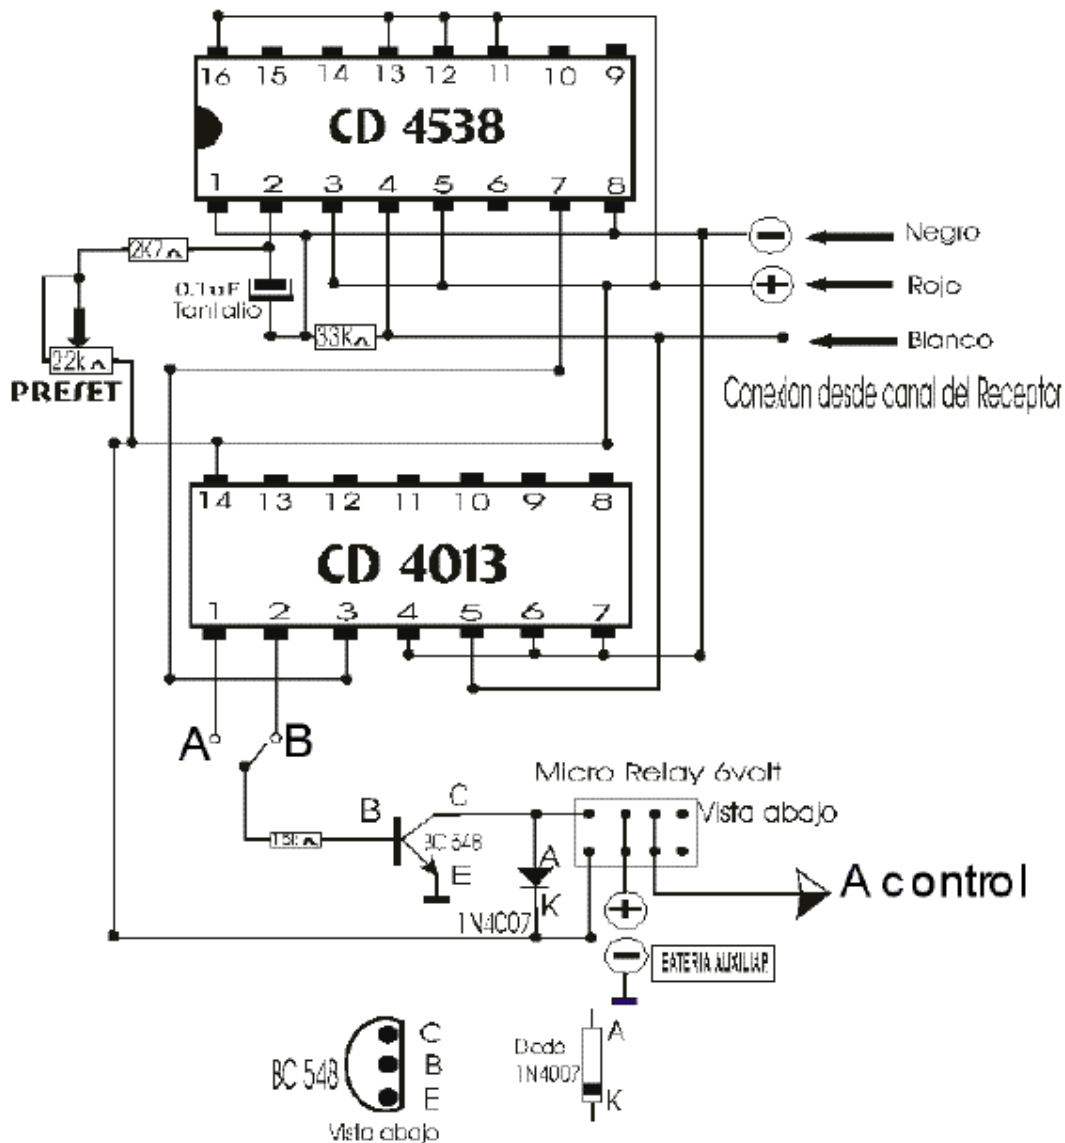 16 15 14 13 12 11 10 9
CD 4538
1 2 3 4 5 6 7 8
Negro
2K7
0.1uF
Tantalio
Rojo
33K
Blanco
22k
PRESET
Conexion desde canal del Receptor
14 13 12 11 10 9 8
CD 4013
1 2 3 4 5 6 7
A B
Micro Relay 6volt
Vista abajo
B C
BC 548
E
A
K
1N4007
A control
BATERIA AUXILIAR
BC 548
C
B
E
Vista abajo
Diodo
1N4007
A
K